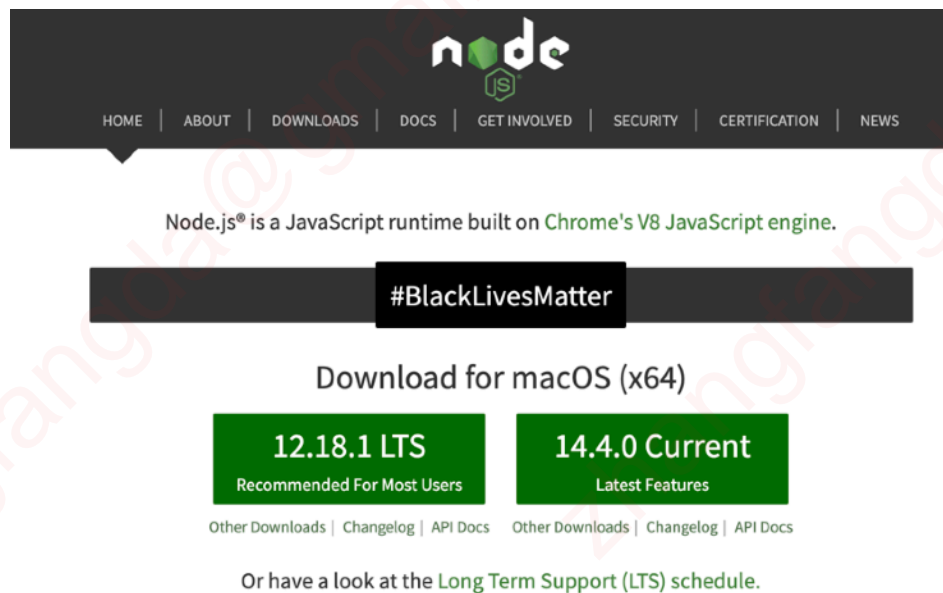 node
JS
HOME | ABOUT | DOWNLOADS | DOCS | GET INVOLVED | SECURITY | CERTIFICATION | NEWS
Node.js® is a JavaScript runtime built on Chrome's V8 JavaScript engine.
#BlackLivesMatter
Download for macOS (x64)
12.18.1 LTS
Recommended For Most Users
14.4.0 Current
Latest Features
Other Downloads | Changelog | API Docs
Other Downloads | Changelog | API Docs
Or have a look at the Long Term Support (LTS) schedule.